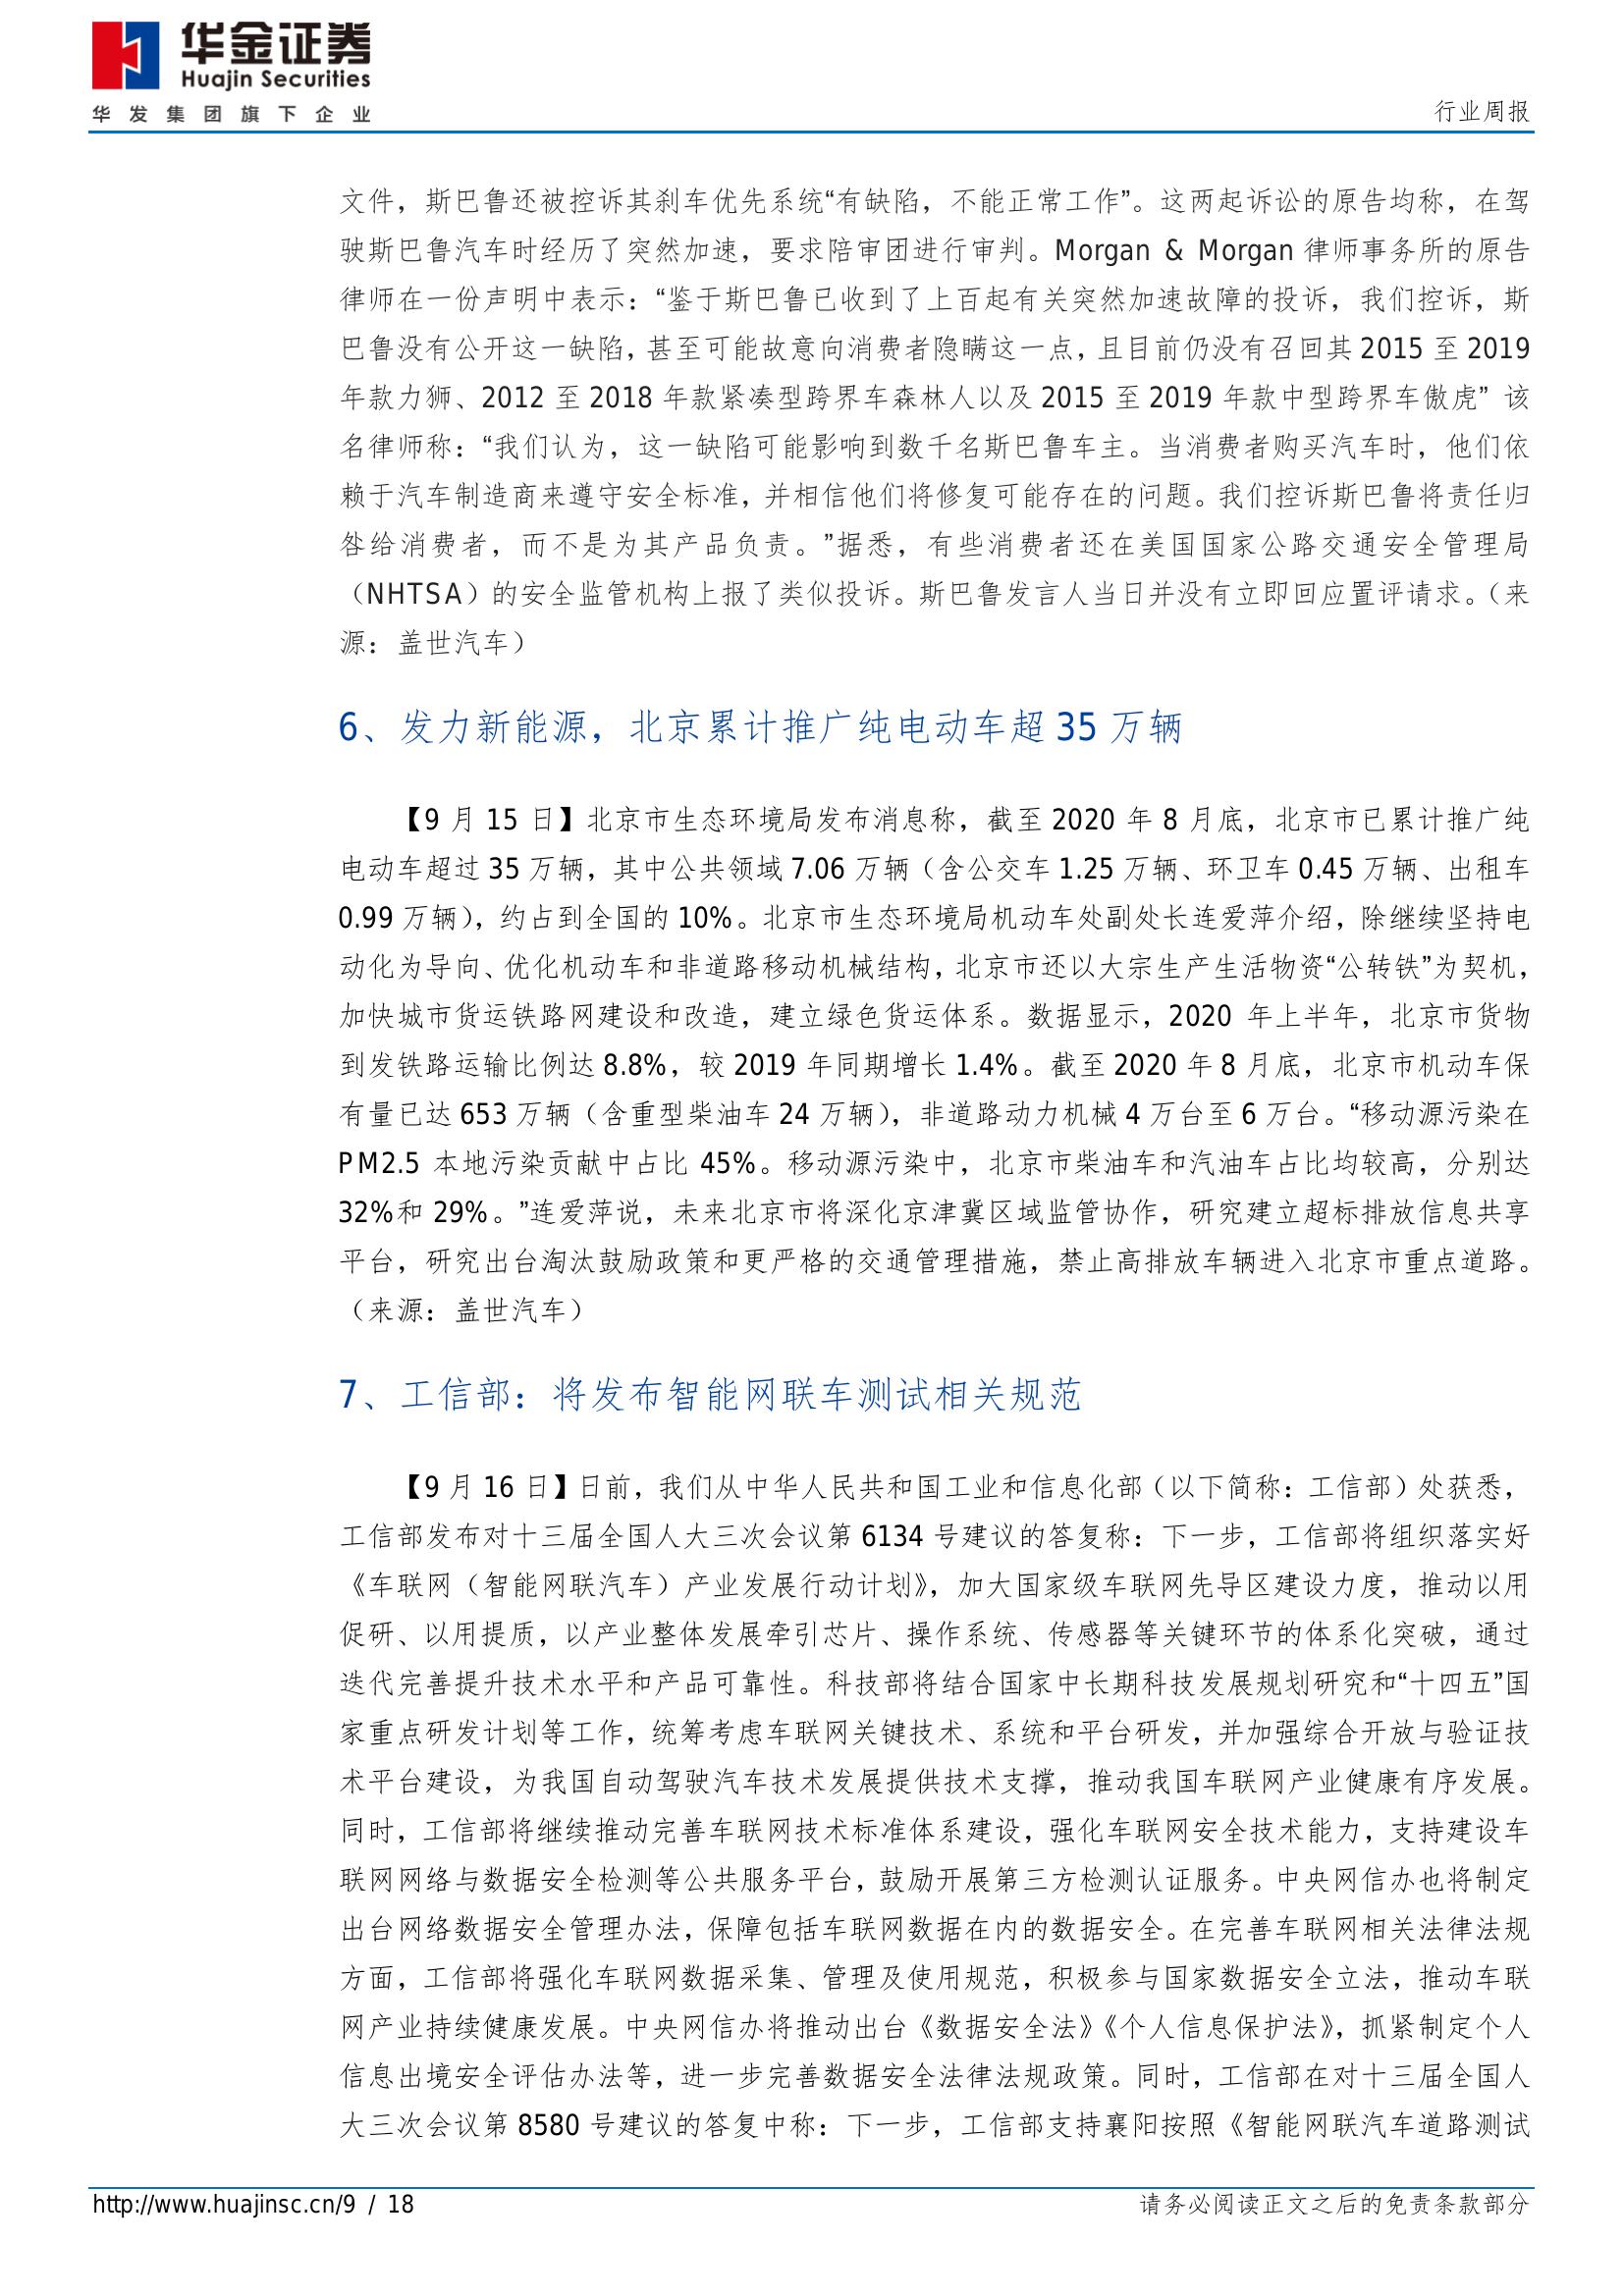 华金证券
Huajin Securities
华发集团旗下企业
行业周报
文件，斯巴鲁还被控诉其刹车优先系统“有缺陷，不能正常工作”。这两起诉讼的原告均称，在驾
驶斯巴鲁汽车时经历了突然加速，要求陪审团进行审判。Morgan & Morgan 律师事务所的原告
律师在一份声明中表示：“鉴于斯巴鲁已收到了上百起有关突然加速故障的投诉，我们控诉，斯
巴鲁没有公开这一缺陷，甚至可能故意向消费者隐瞒这一点，且目前仍没有召回其 2015 至 2019
年款力狮、2012 至 2018 年款紧凑型跨界车森林人以及 2015 至 2019 年款中型跨界车傲虎” 该
名律师称：“我们认为，这一缺陷可能影响到数千名斯巴鲁车主。当消费者购买汽车时，他们依
赖于汽车制造商来遵守安全标准，并相信他们将修复可能存在的问题。我们控诉斯巴鲁将责任归
咎给消费者，而不是为其产品负责。”据悉，有些消费者还在美国国家公路交通安全管理局
（NHTSA）的安全监管机构上报了类似投诉。斯巴鲁发言人当日并没有立即回应置评请求。（来
源：盖世汽车）
6、发力新能源，北京累计推广纯电动车超 35 万辆
【9 月 15 日】北京市生态环境局发布消息称，截至 2020 年 8 月底，北京市已累计推广纯
电动车超过 35 万辆，其中公共领域 7.06 万辆（含公交车 1.25 万辆、环卫车 0.45 万辆、出租车
0.99 万辆），约占到全国的 10%。北京市生态环境局机动车处副处长连爱萍介绍，除继续坚持电
动化为导向、优化机动车和非道路移动机械结构，北京市还以大宗生产生活物资“公转铁”为契机，
加快城市货运铁路网建设和改造，建立绿色货运体系。数据显示，2020 年上半年，北京市货物
到发铁路运输比例达 8.8%，较 2019 年同期增长 1.4%。截至 2020 年 8 月底，北京市机动车保
有量已达 653 万辆（含重型柴油车 24 万辆），非道路动力机械 4 万台至 6 万台。“移动源污染在
PM2.5 本地污染贡献中占比 45%。移动源污染中，北京市柴油车和汽油车占比均较高，分别达
32%和 29%。”连爱萍说，未来北京市将深化京津冀区域监管协作，研究建立超标排放信息共享
平台，研究出台淘汰鼓励政策和更严格的交通管理措施，禁止高排放车辆进入北京市重点道路。
（来源：盖世汽车）
7、工信部：将发布智能网联车测试相关规范
【9 月 16 日】日前，我们从中华人民共和国工业和信息化部（以下简称：工信部）处获悉，
工信部发布对十三届全国人大三次会议第 6134 号建议的答复称：下一步，工信部将组织落实好
《车联网（智能网联汽车）产业发展行动计划》，加大国家级车联网先导区建设力度，推动以用
促研、以用提质，以产业整体发展牵引芯片、操作系统、传感器等关键环节的体系化突破，通过
迭代完善提升技术水平和产品可靠性。科技部将结合国家中长期科技发展规划研究和“十四五”国
家重点研发计划等工作，统筹考虑车联网关键技术、系统和平台研发，并加强综合开放与验证技
术平台建设，为我国自动驾驶汽车技术发展提供技术支撑，推动我国车联网产业健康有序发展。
同时，工信部将继续推动完善车联网技术标准体系建设，强化车联网安全技术能力，支持建设车
联网网络与数据安全检测等公共服务平台，鼓励开展第三方检测认证服务。中央网信办也将制定
出台网络数据安全管理办法，保障包括车联网数据在内的数据安全。在完善车联网相关法律法规
方面，工信部将强化车联网数据采集、管理及使用规范，积极参与国家数据安全立法，推动车联
网产业持续健康发展。中央网信办将推动出台《数据安全法》《个人信息保护法》，抓紧制定个人
信息出境安全评估办法等，进一步完善数据安全法律法规政策。同时，工信部在对十三届全国人
大三次会议第 8580 号建议的答复中称：下一步，工信部支持襄阳按照《智能网联汽车道路测试
http://www.huajinsc.cn/9 / 18
请务必阅读正文之后的免责条款部分